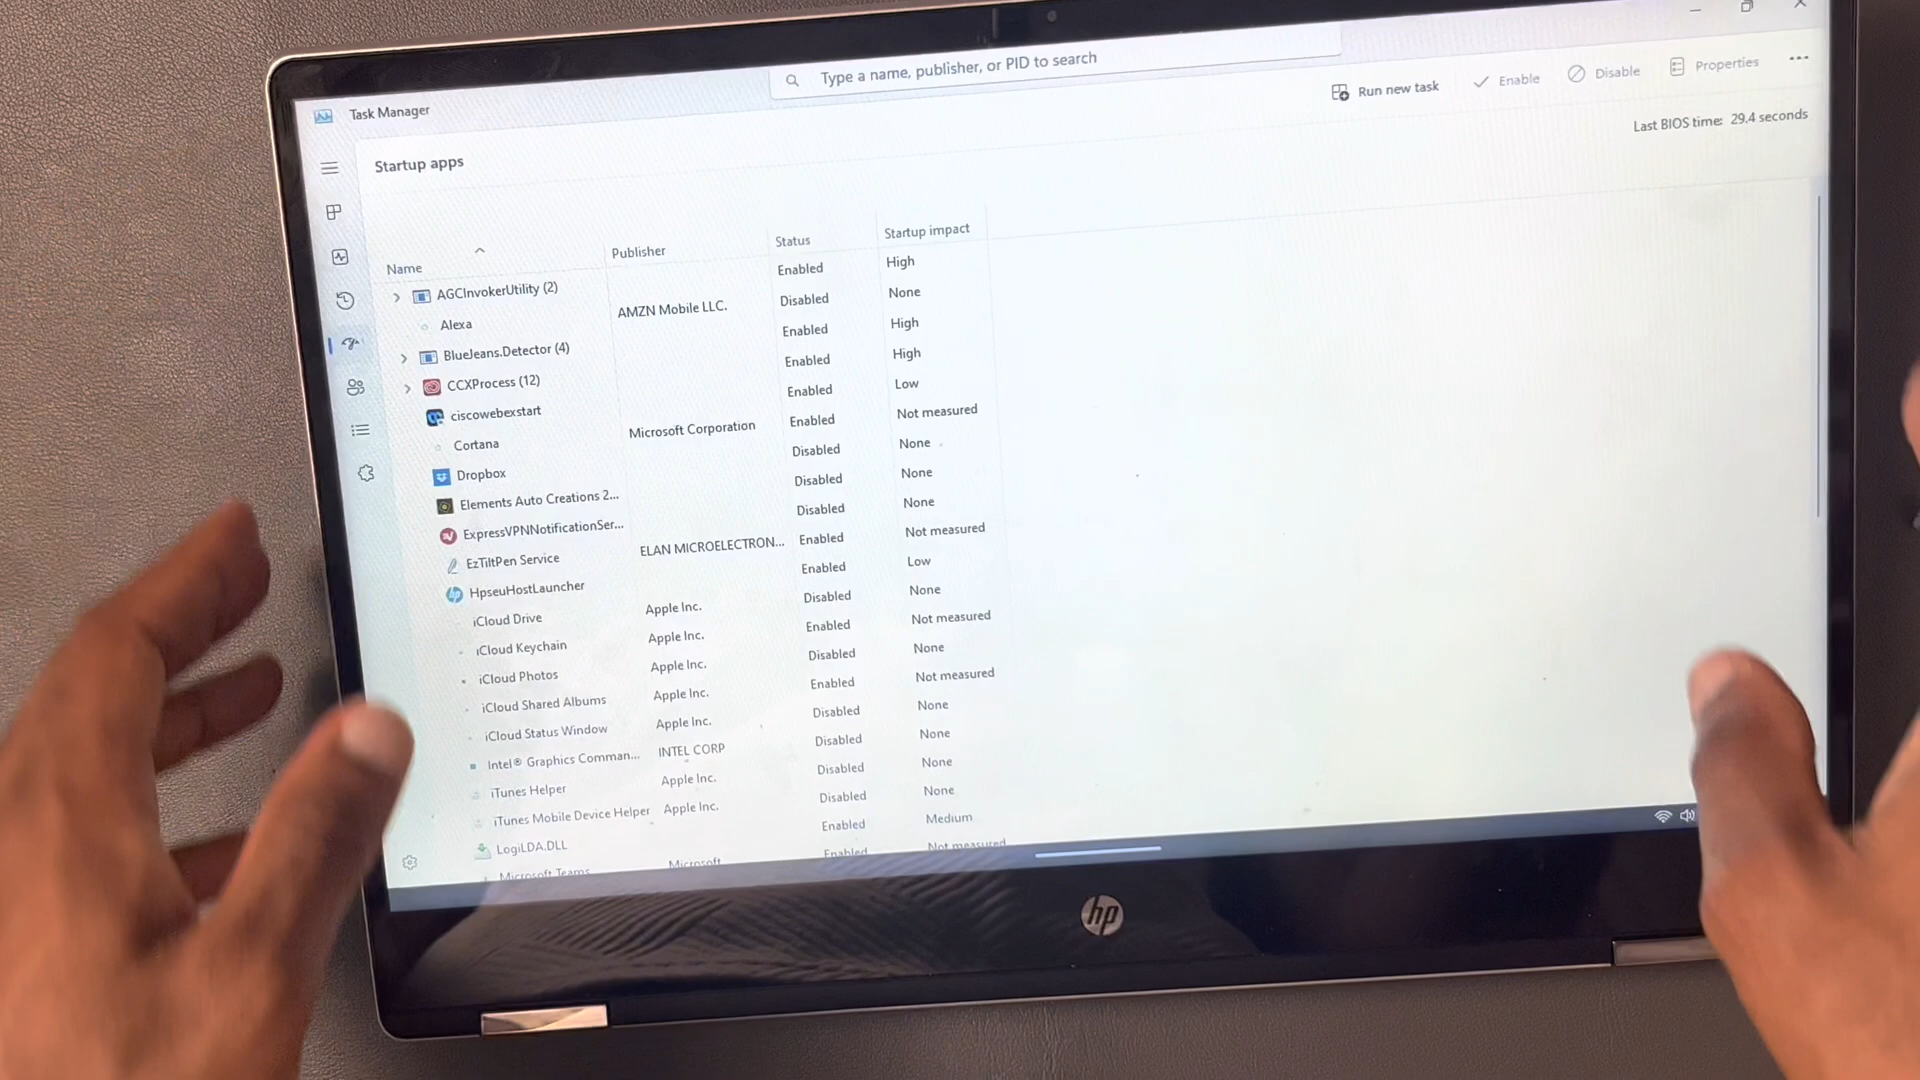 Type a name, publisher, or PID to search
Task Manager
Run new task
Enable
Disable
Properties
Last BIOS time: 29.4 seconds
Startup apps
Name Publisher Status Startup impact
AGCInvokerUtility (2) Enabled High
Alexa AMZN Mobile LLC. Disabled None
BlueJeans.Detector (4) Enabled High
CCXProcess (12) Enabled High
ciscowebexstart Enabled Low
Cortana Microsoft Corporation Enabled Not measured
Dropbox Disabled None
Elements Auto Creations 2... Disabled None
ExpressVPNNotificationSer... Disabled None
EzTiltPen Service ELAN MICROELECTRON... Enabled Not measured
HpseuHostLauncher Enabled Low
iCloud Drive Apple Inc. Disabled None
iCloud Keychain Apple Inc. Enabled Not measured
iCloud Photos Apple Inc. Disabled None
iCloud Shared Albums Apple Inc. Enabled Not measured
iCloud Status Window Apple Inc. Disabled None
Intel® Graphics Comman... INTEL CORP Disabled None
iTunes Helper Apple Inc. Disabled None
iTunes Mobile Device Helper Apple Inc. Disabled None
LogiLDA.DLL Enabled Medium
Microsoft Teams Microsoft Enabled Not measured
hp